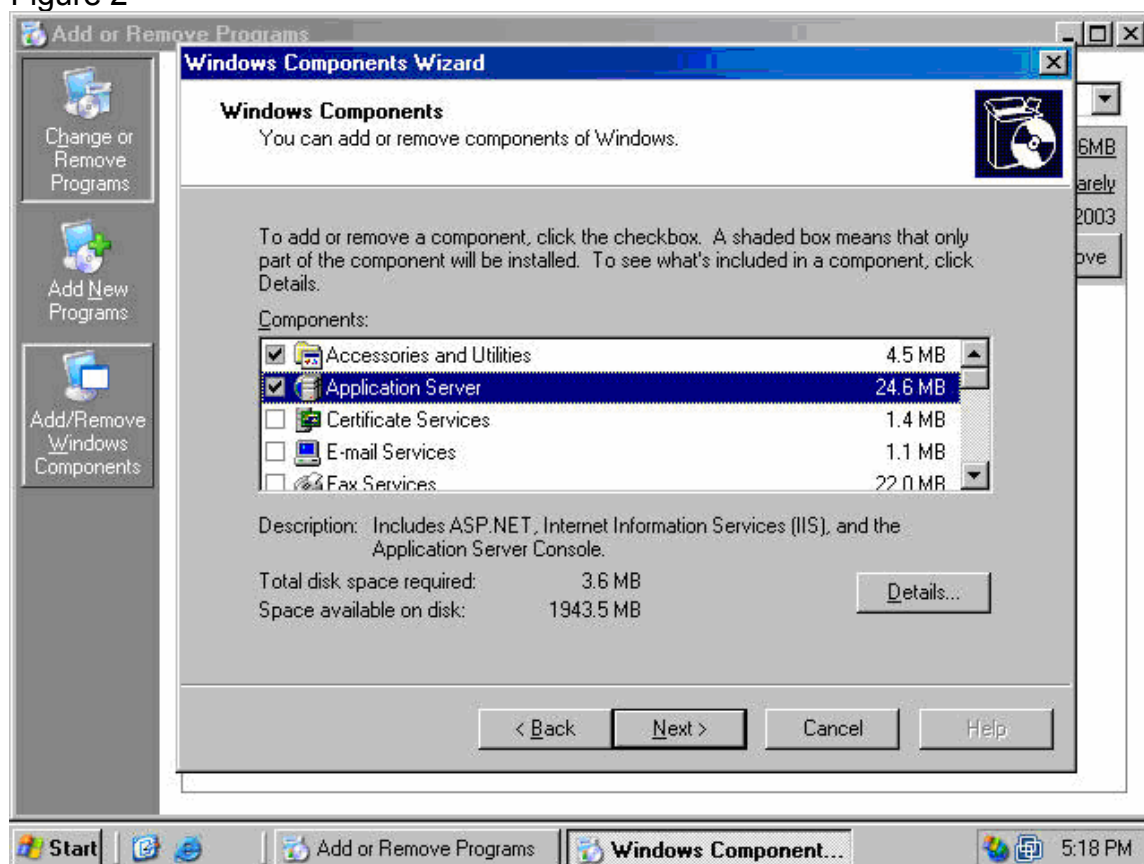 Figure 2
Add or Remove Programs
Windows Components Wizard
Windows Components
You can add or remove components of Windows.
Change or
Remove
Programs
6MB
arely
2003
ove
To add or remove a component, click the checkbox. A shaded box means that only
part of the component will be installed. To see what's included in a component, click
Details.
Add New
Programs
Components:
Accessories and Utilities 4.5 MB
Application Server 24.6 MB
Certificate Services 1.4 MB
E-mail Services 1.1 MB
Fax Services 22.0 MB
Add/Remove
Windows
Components
Description: Includes ASP.NET, Internet Information Services (IIS), and the
Application Server Console.
Total disk space required: 3.6 MB
Space available on disk: 1943.5 MB
Details...
< Back Next > Cancel Help
Start Add or Remove Programs Windows Component... 5:18 PM